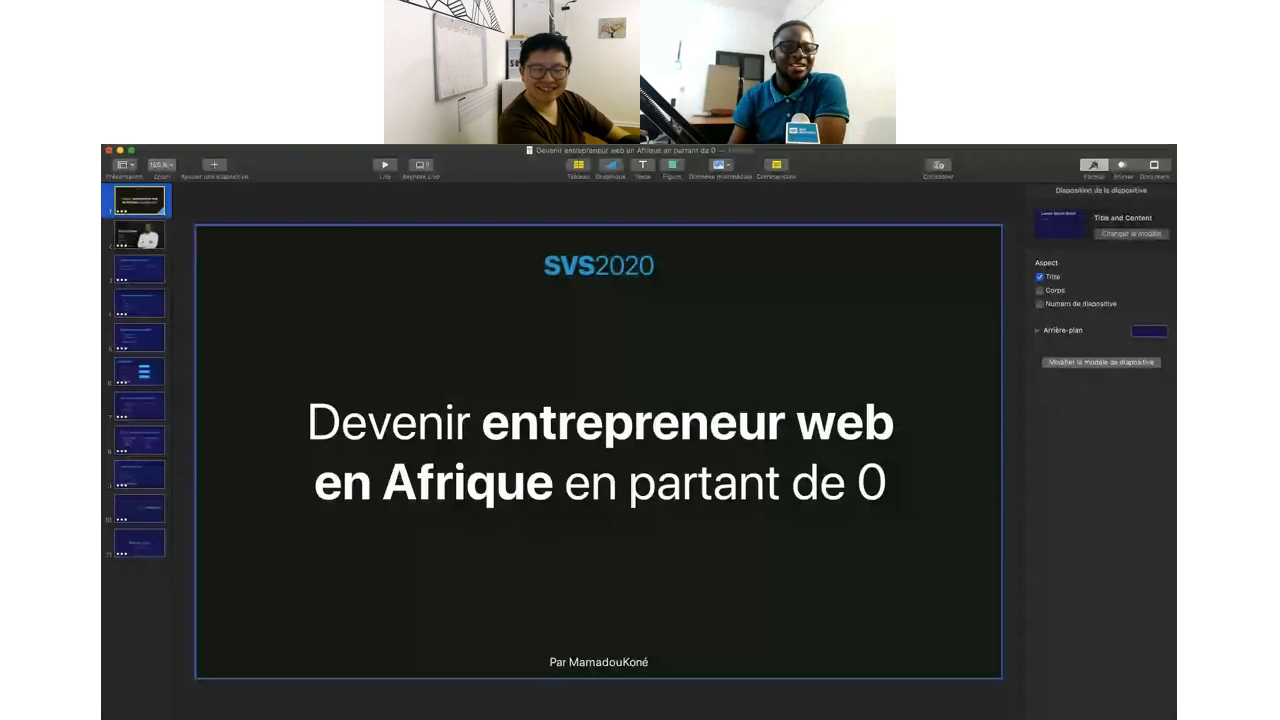 Devenir entrepreneur web en Afrique en partant de 0 —
Présentation
Zoom
Ajouter une diapositive
Lire
Keynote Live
Tableau
Graphique
Texte
Figure
Données multimédias
Commentaires
Collaborer
Format
Animer
Document
Disposition de la diapositive
Title and Content
Changer le modèle
Aspect
Titre
Corps
Numéro de diapositive
Arrière-plan
Modifier le modèle de diapositive
SVS2020
Devenir entrepreneur web
en Afrique en partant de 0
Par MamadouKoné